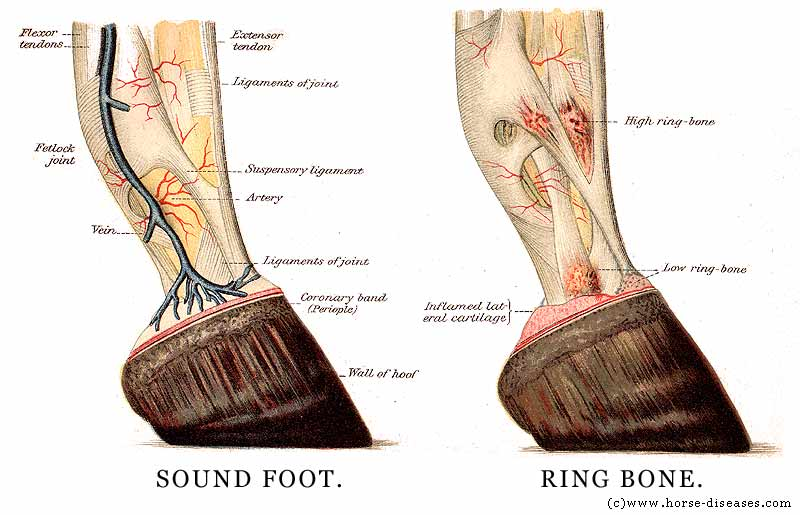 Flexor
tendons
Extensor
tendon
Ligaments of joint
Fetlock
joint
Suspensory ligament
Artery
Vein
Ligaments of joint
Coronary band
(Periople)
Wall of hoof
SOUND FOOT.
High ring-bone
Low ring-bone
Inflamed lat-
eral cartilage
RING BONE.
(c)www.horse-diseases.com